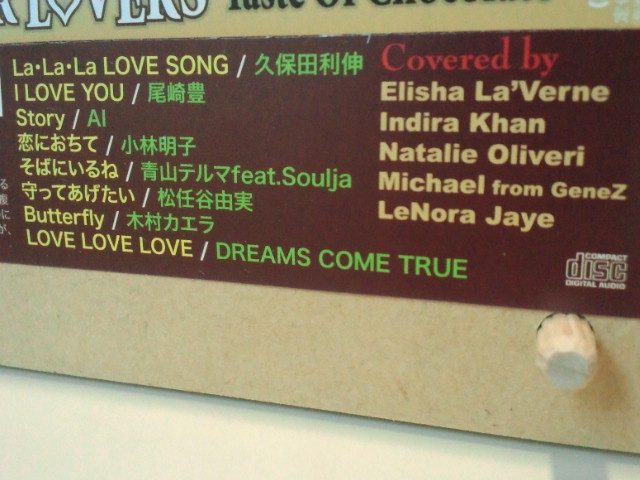 R LOVERS Taste Of Chocolate
La・La・La LOVE SONG / 久保田利伸
I LOVE YOU / 尾崎豊
Story / AI
恋におちて / 小林明子
そばにいるね / 青山テルマfeat.Soulja
守ってあげたい / 松任谷由実
Butterfly / 木村カエラ
LOVE LOVE LOVE / DREAMS COME TRUE
Covered by
Elisha La'Verne
Indira Khan
Natalie Oliveri
Michael from GeneZ
LeNora Jaye
COMPACT
disc
DIGITAL AUDIO